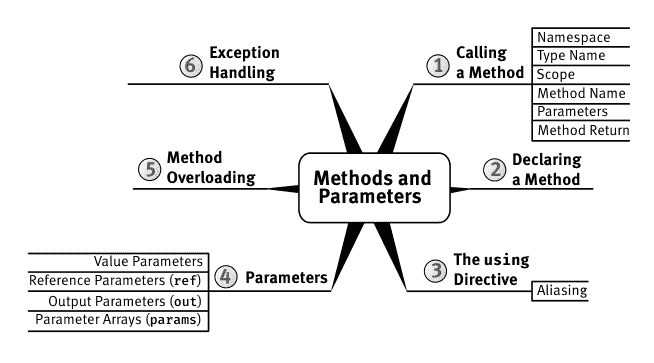 Methods and
Parameters
1 Calling
a Method
Namespace
Type Name
Scope
Method Name
Parameters
Method Return
2 Declaring
a Method
3 The using
Directive
Aliasing
4 Parameters
Value Parameters
Reference Parameters (ref)
Output Parameters (out)
Parameter Arrays (params)
5 Method
Overloading
6 Exception
Handling